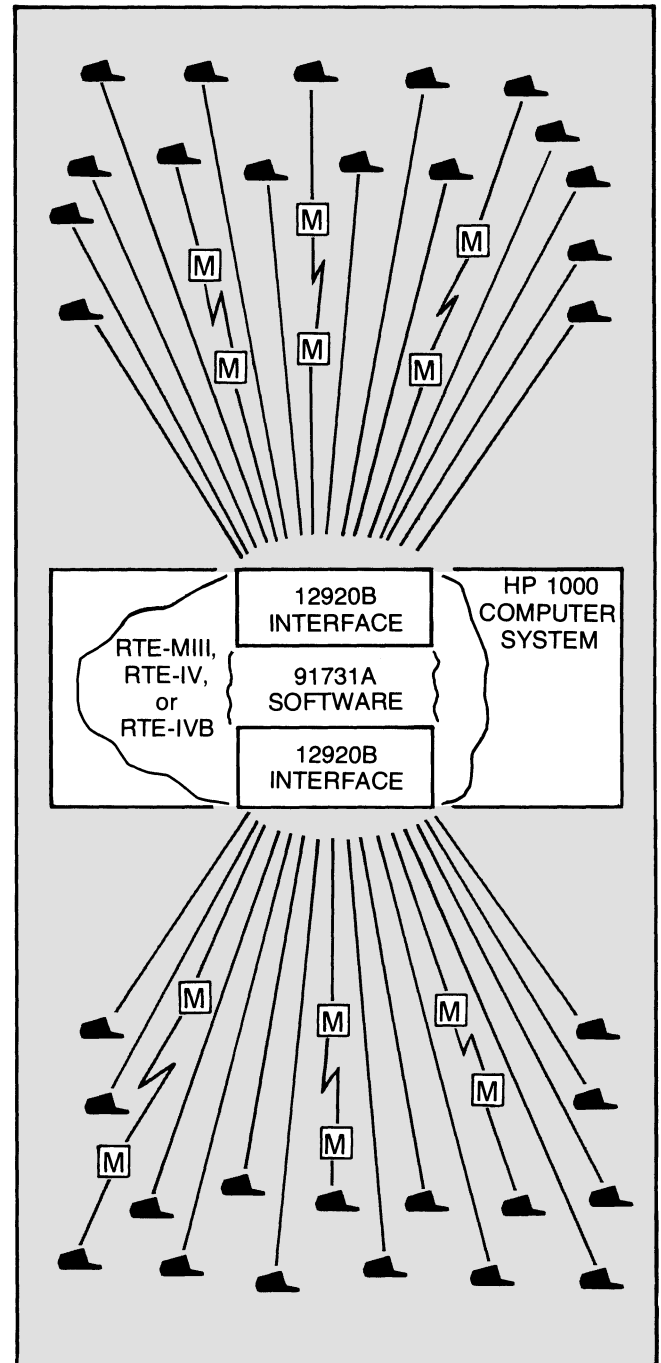 M
M
M
M
M
M
12920B
INTERFACE
HP 1000
COMPUTER
SYSTEM
RTE-MIII,
RTE-IV,
or
RTE-IVB
91731A
SOFTWARE
12920B
INTERFACE
M
M
M
M
M
M